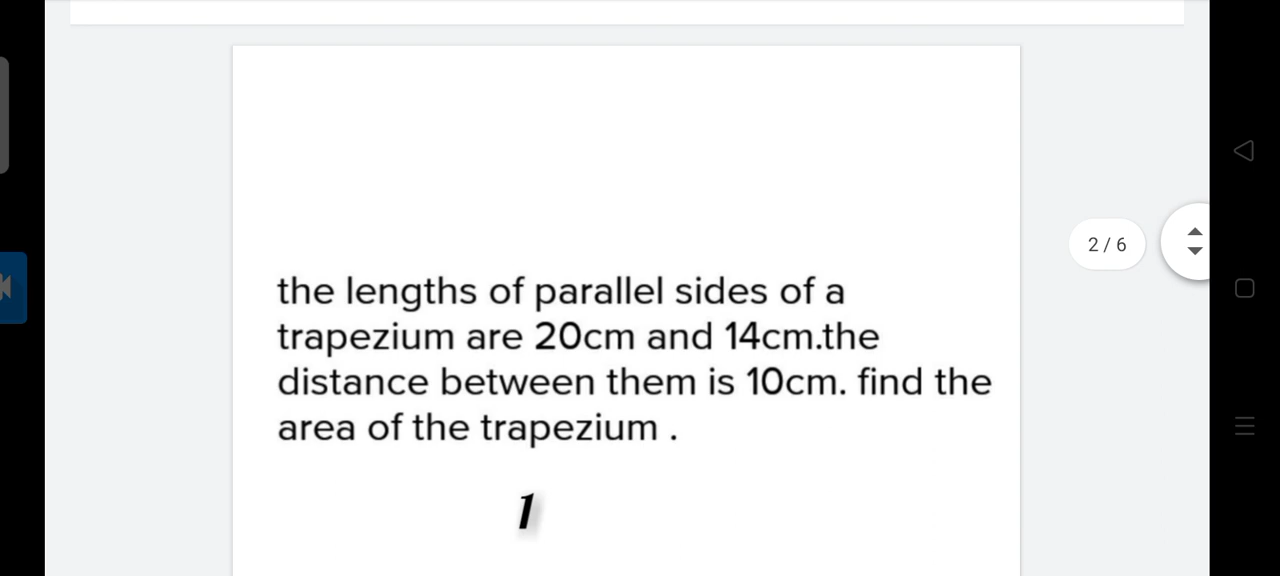 2 / 6
the lengths of parallel sides of a
trapezium are 20cm and 14cm.the
distance between them is 10cm. find the
area of the trapezium .
1